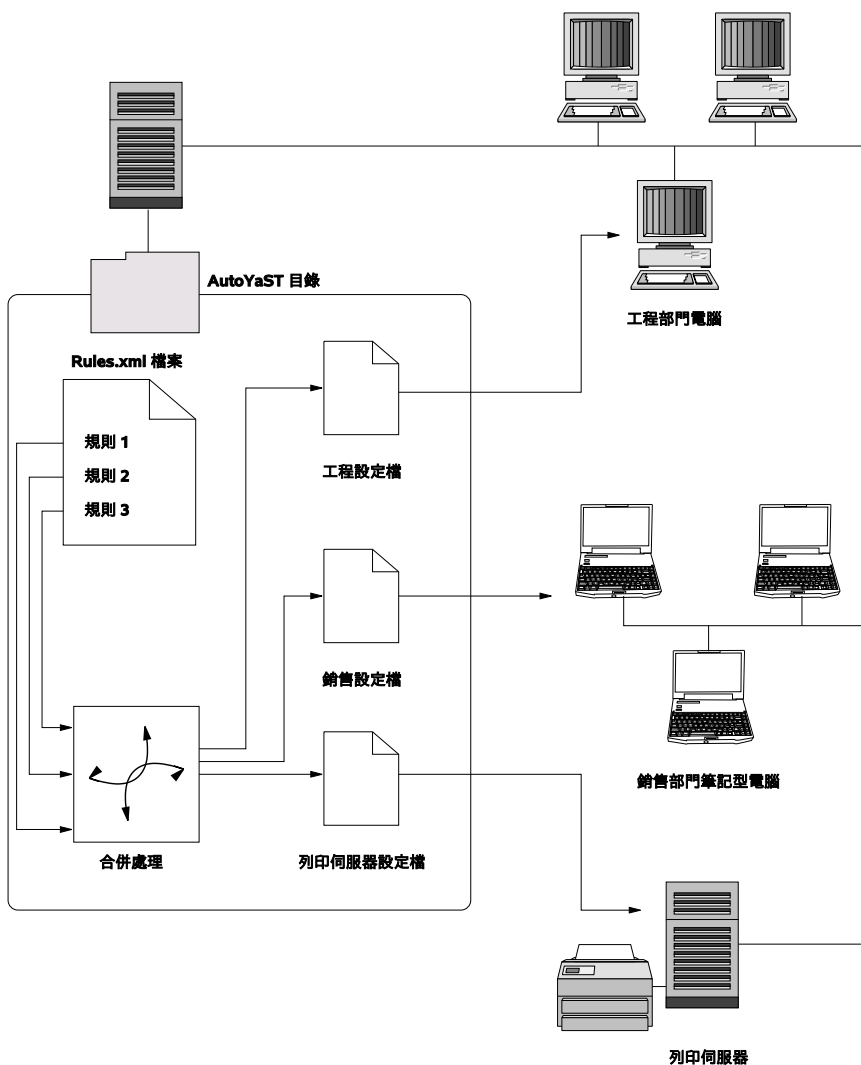 AutoYaST 目錄
工程部門電腦
Rules.xml 檔案
規則 1
規則 2
規則 3
工程設定檔
銷售設定檔
銷售部門筆記型電腦
合併處理
列印伺服器設定檔
列印伺服器